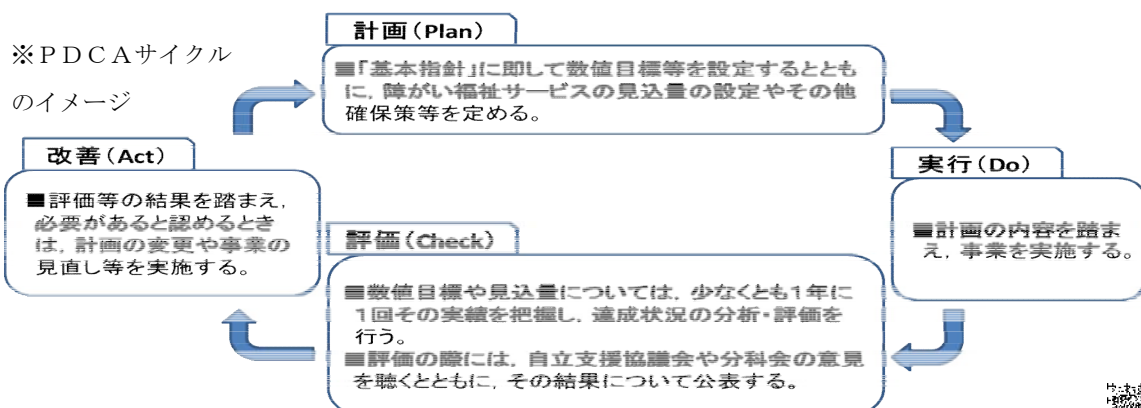 ※ＰＤＣＡサイクル
のイメージ
計画（Plan）
■「基本指針」に即して数値目標等を設定するととも
に，障がい福祉サービスの見込量の設定やその他
確保策等を定める。
実行（Do）
■計画の内容を踏ま
え，事業を実施する。
評価（Check）
■数値目標や見込量については，少なくとも１年に
１回その実績を把握し，達成状況の分析・評価を
行う。
■評価の際には，自立支援協議会や分科会の意見
を聴くとともに，その結果について公表する。
改善（Act）
■評価等の結果を踏まえ，
必要があると認めるとき
は，計画の変更や事業の
見直し等を実施する。